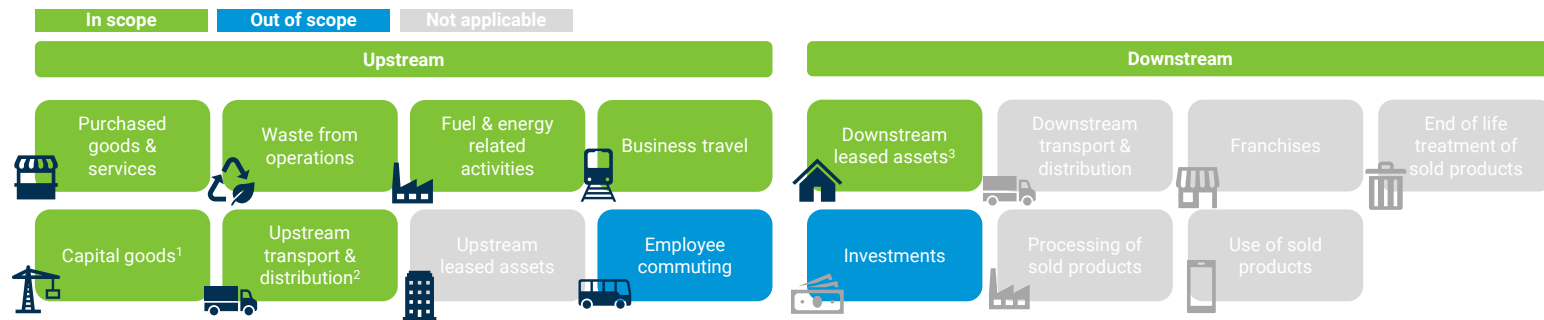 In scope
Out of scope
Not applicable
Upstream
Downstream
Purchased
goods &
services
Waste from
operations
Fuel & energy
related
activities
Business travel
Downstream
leased assets³
Downstream
transport &
distribution
Franchises
End of life
treatment of
sold products
Capital goods¹
Upstream
transport &
distribution²
Upstream
leased assets
Employee
commuting
Investments
Processing of
sold products
Use of sold
products